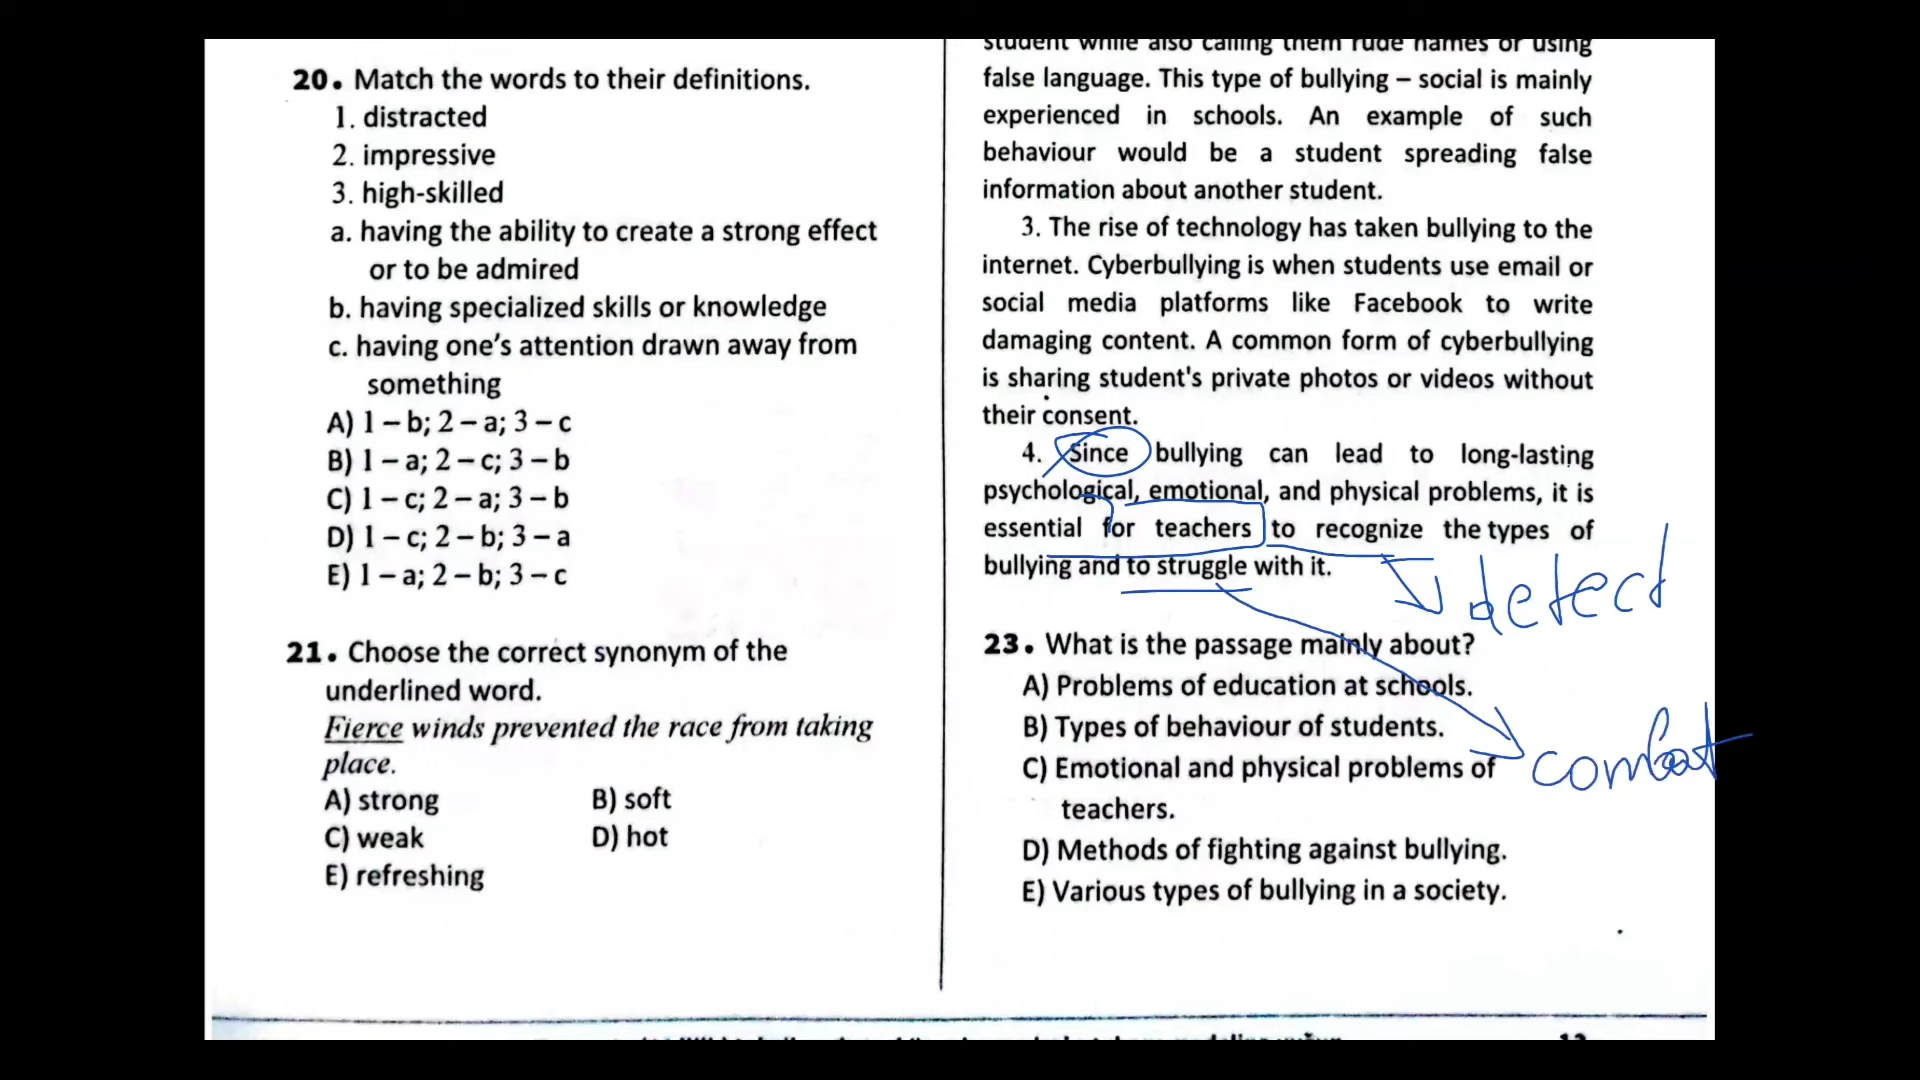 20. Match the words to their definitions.
1. distracted
2. impressive
3. high-skilled
a. having the ability to create a strong effect
or to be admired
b. having specialized skills or knowledge
c. having one's attention drawn away from
something
A) 1 – b; 2 – a; 3 – c
B) 1 – a; 2 – c; 3 – b
C) 1 – c; 2 – a; 3 – b
D) 1 – c; 2 – b; 3 – a
E) 1 – a; 2 – b; 3 – c
21. Choose the correct synonym of the
underlined word.
Fierce winds prevented the race from taking
place.
A) strong
B) soft
C) weak
D) hot
E) refreshing
student while also calling them rude names or using
false language. This type of bullying – social is mainly
experienced in schools. An example of such
behaviour would be a student spreading false
information about another student.
3. The rise of technology has taken bullying to the
internet. Cyberbullying is when students use email or
social media platforms like Facebook to write
damaging content. A common form of cyberbullying
is sharing student's private photos or videos without
their consent.
4. Since bullying can lead to long-lasting
psychological, emotional, and physical problems, it is
essential for teachers to recognize the types of
bullying and to struggle with it.
detect
23. What is the passage mainly about?
A) Problems of education at schools.
B) Types of behaviour of students.
C) Emotional and physical problems of
teachers.
combat
D) Methods of fighting against bullying.
E) Various types of bullying in a society.